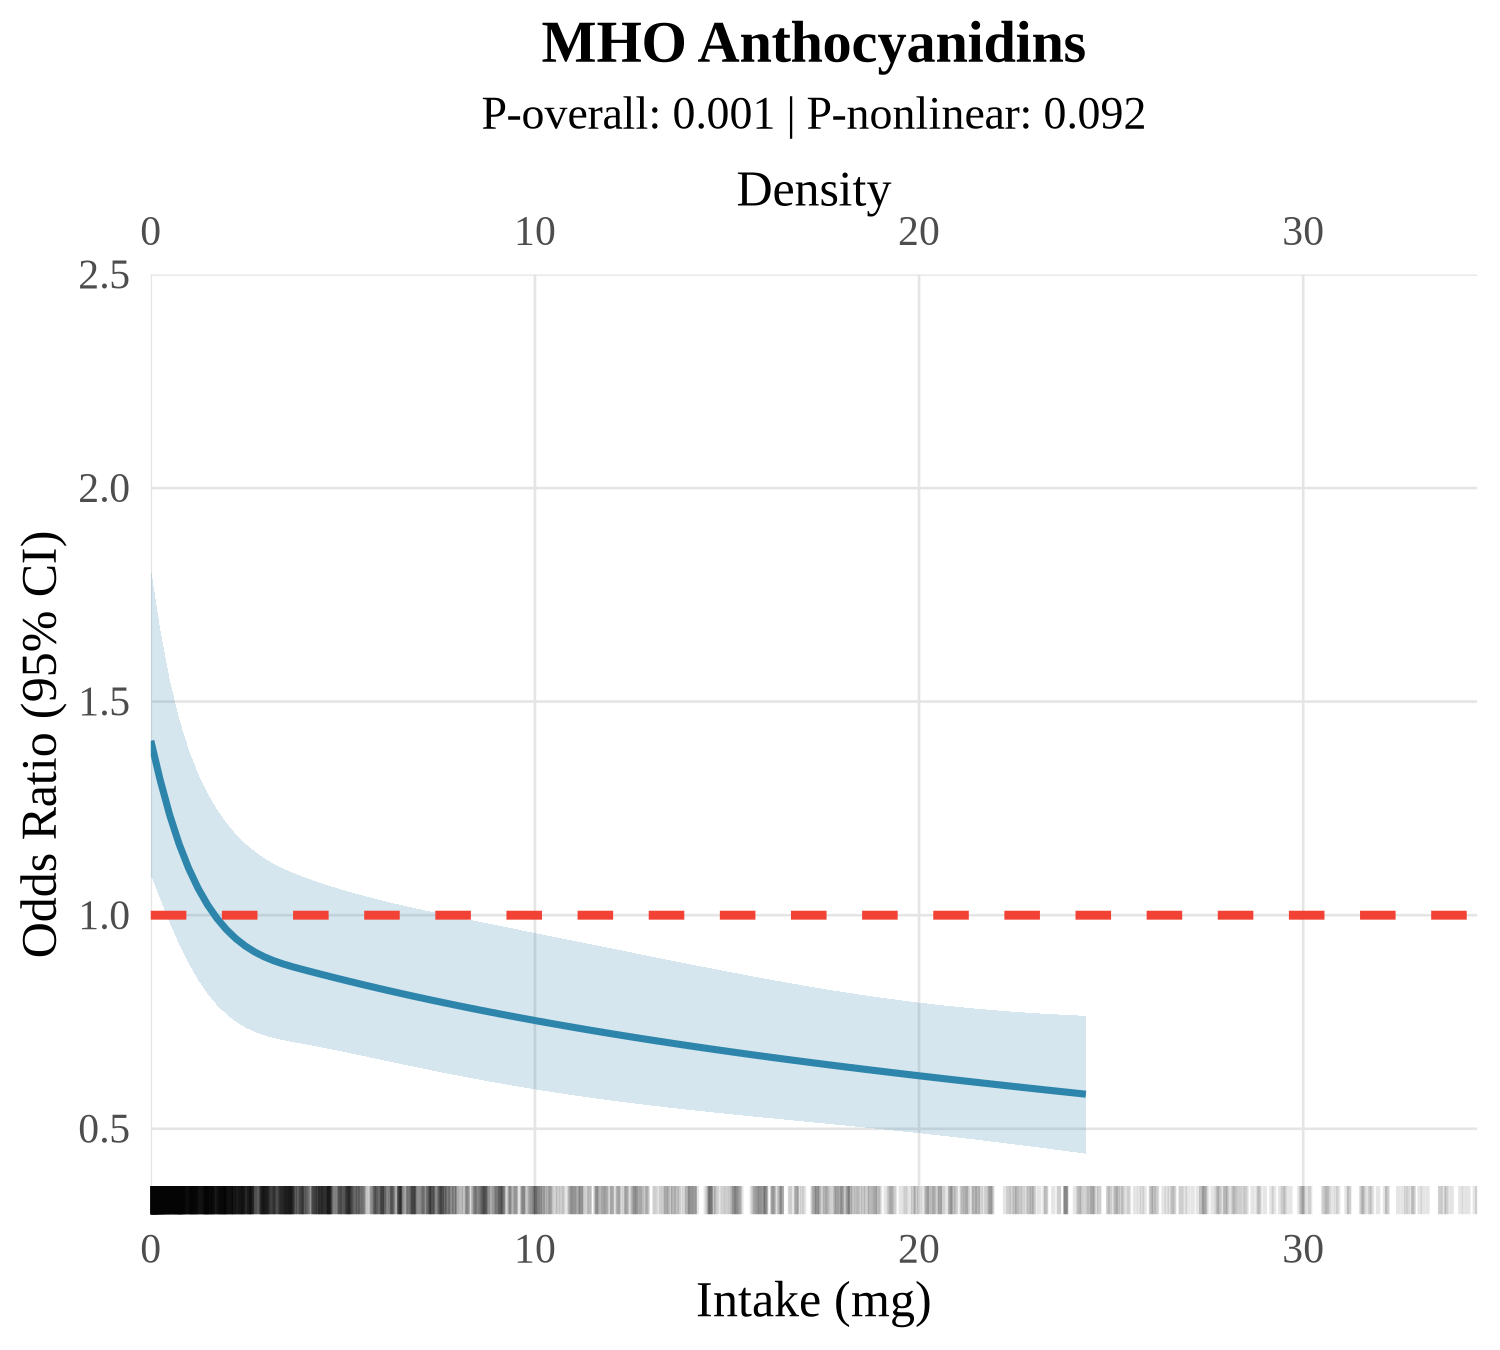 MHO Anthocyanidins
P-overall: 0.001 | P-nonlinear: 0.092
Density
0 10 20 30
2.5
2.0
1.5
1.0
0.5
Odds Ratio (95% CI)
0 10 20 30
Intake (mg)